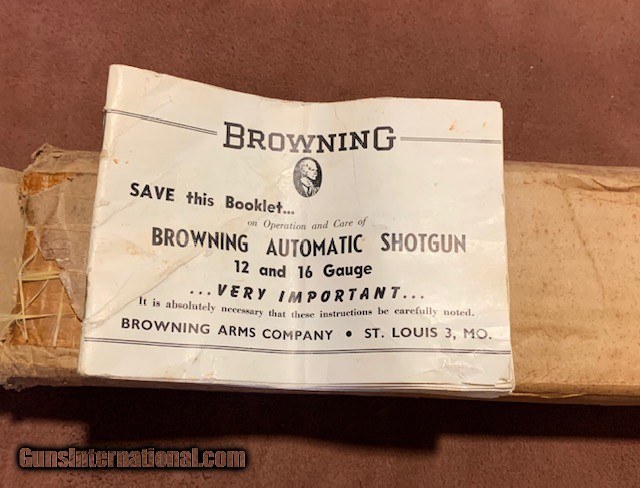 BROWNING
SAVE this Booklet...
on Operation and Care of
BROWNING AUTOMATIC SHOTGUN
12 and 16 Gauge
...VERY IMPORTANT...
It is absolutely necessary that these instructions be carefully noted.
BROWNING ARMS COMPANY • ST. LOUIS 3, MO.
GunsInternational.com